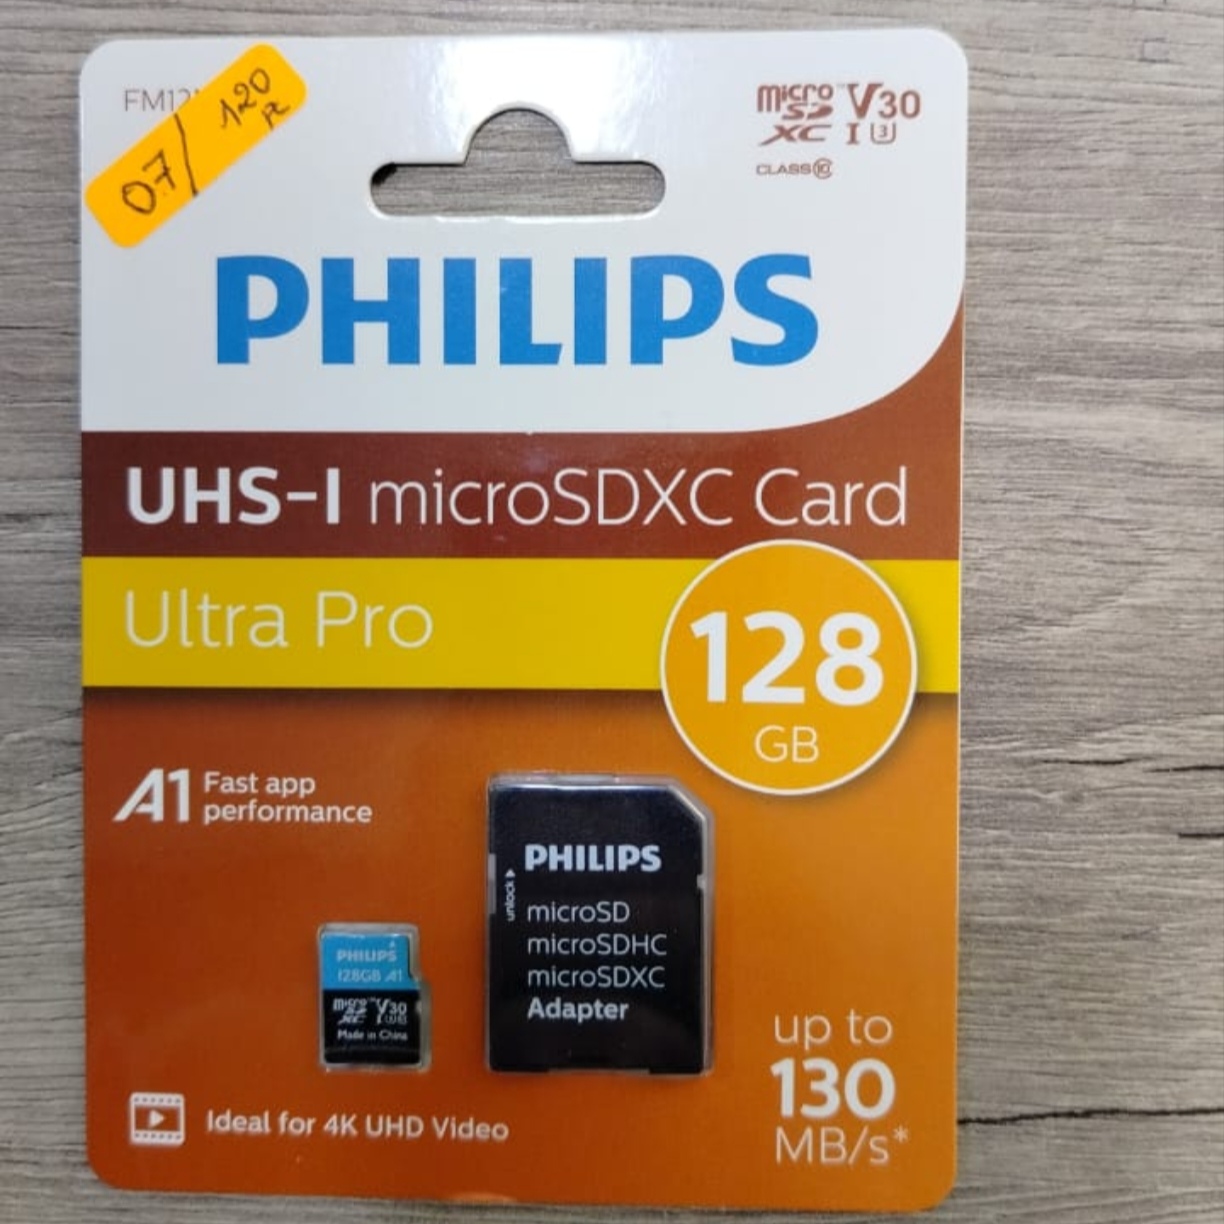 FM12
07/120
micro SD XC V30
I U3
CLASS 10
PHILIPS
UHS-I microSDXC Card
Ultra Pro
128
GB
A1 Fast app
performance
PHILIPS
unlock
microSD
microSDHC
microSDXC
Adapter
PHILIPS
128GB A1
micro SD XC V30
Made in China
up to
130
MB/s*
Ideal for 4K UHD Video